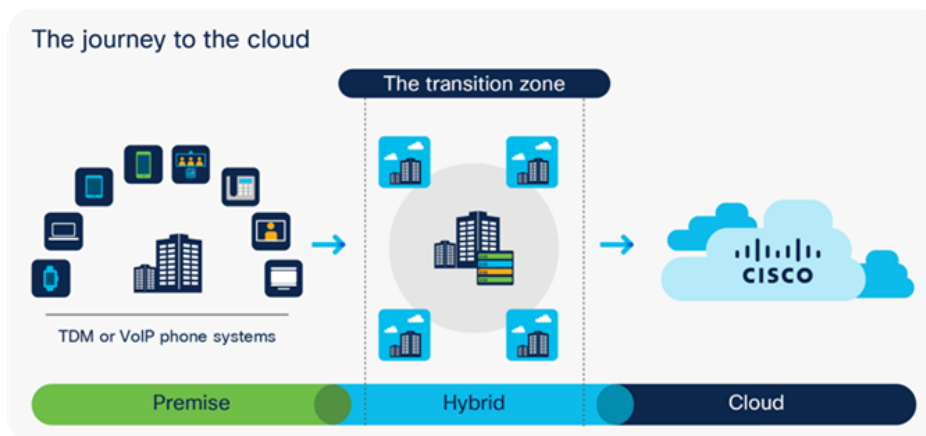 The journey to the cloud
The transition zone
CISCO
TDM or VoIP phone systems
Premise
Hybrid
Cloud